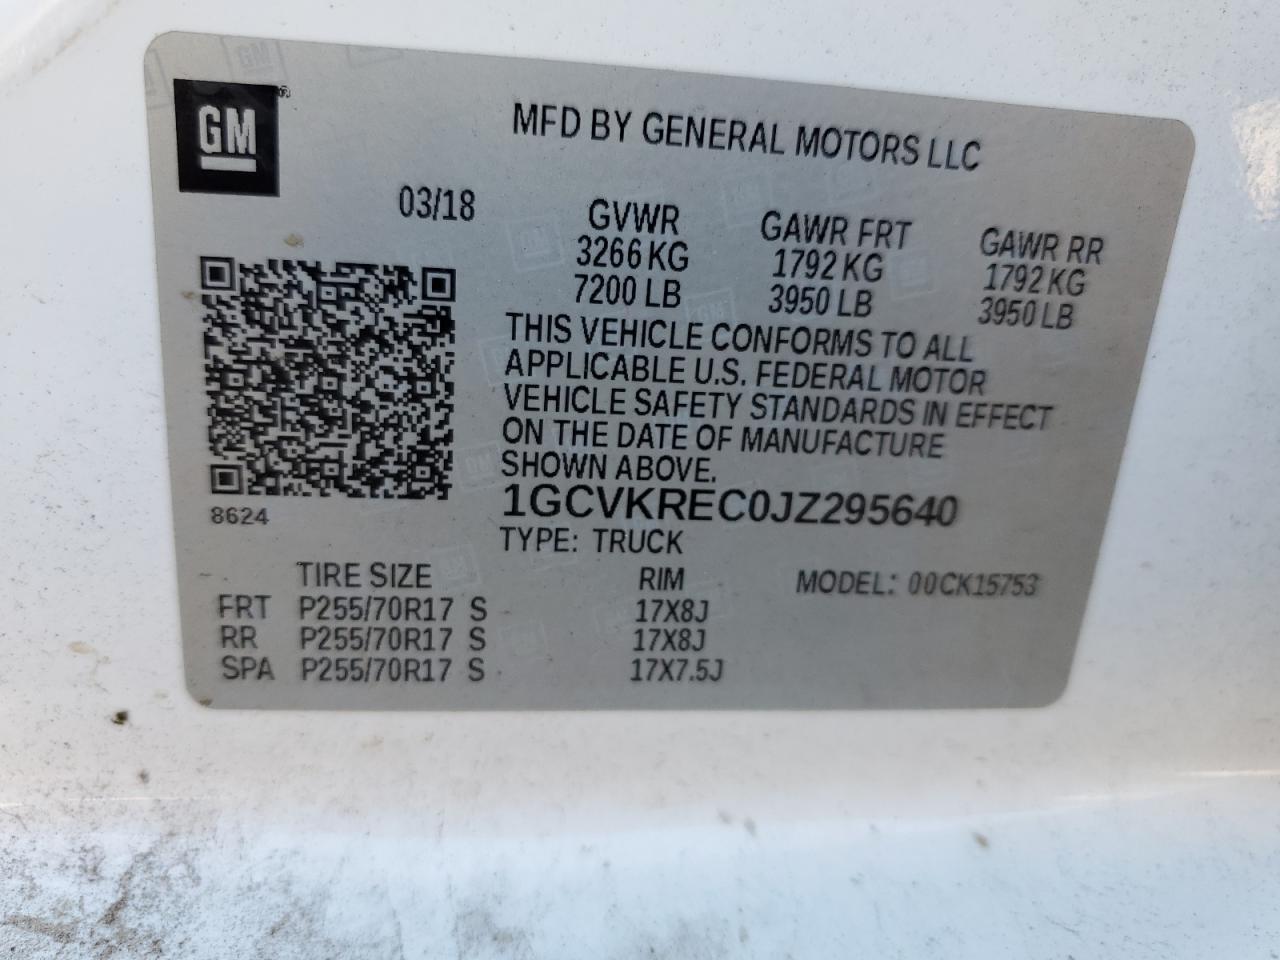 GM ®
MFD BY GENERAL MOTORS LLC
03/18
GVWR GAWR FRT GAWR RR
3266 KG 1792 KG 1792 KG
7200 LB 3950 LB 3950 LB
THIS VEHICLE CONFORMS TO ALL
APPLICABLE U.S. FEDERAL MOTOR
VEHICLE SAFETY STANDARDS IN EFFECT
ON THE DATE OF MANUFACTURE
SHOWN ABOVE.
1GCVKREC0JZ295640
8624
TYPE: TRUCK
TIRE SIZE RIM MODEL: 00CK15753
FRT P255/70R17 S 17X8J
RR P255/70R17 S 17X8J
SPA P255/70R17 S 17X7.5J